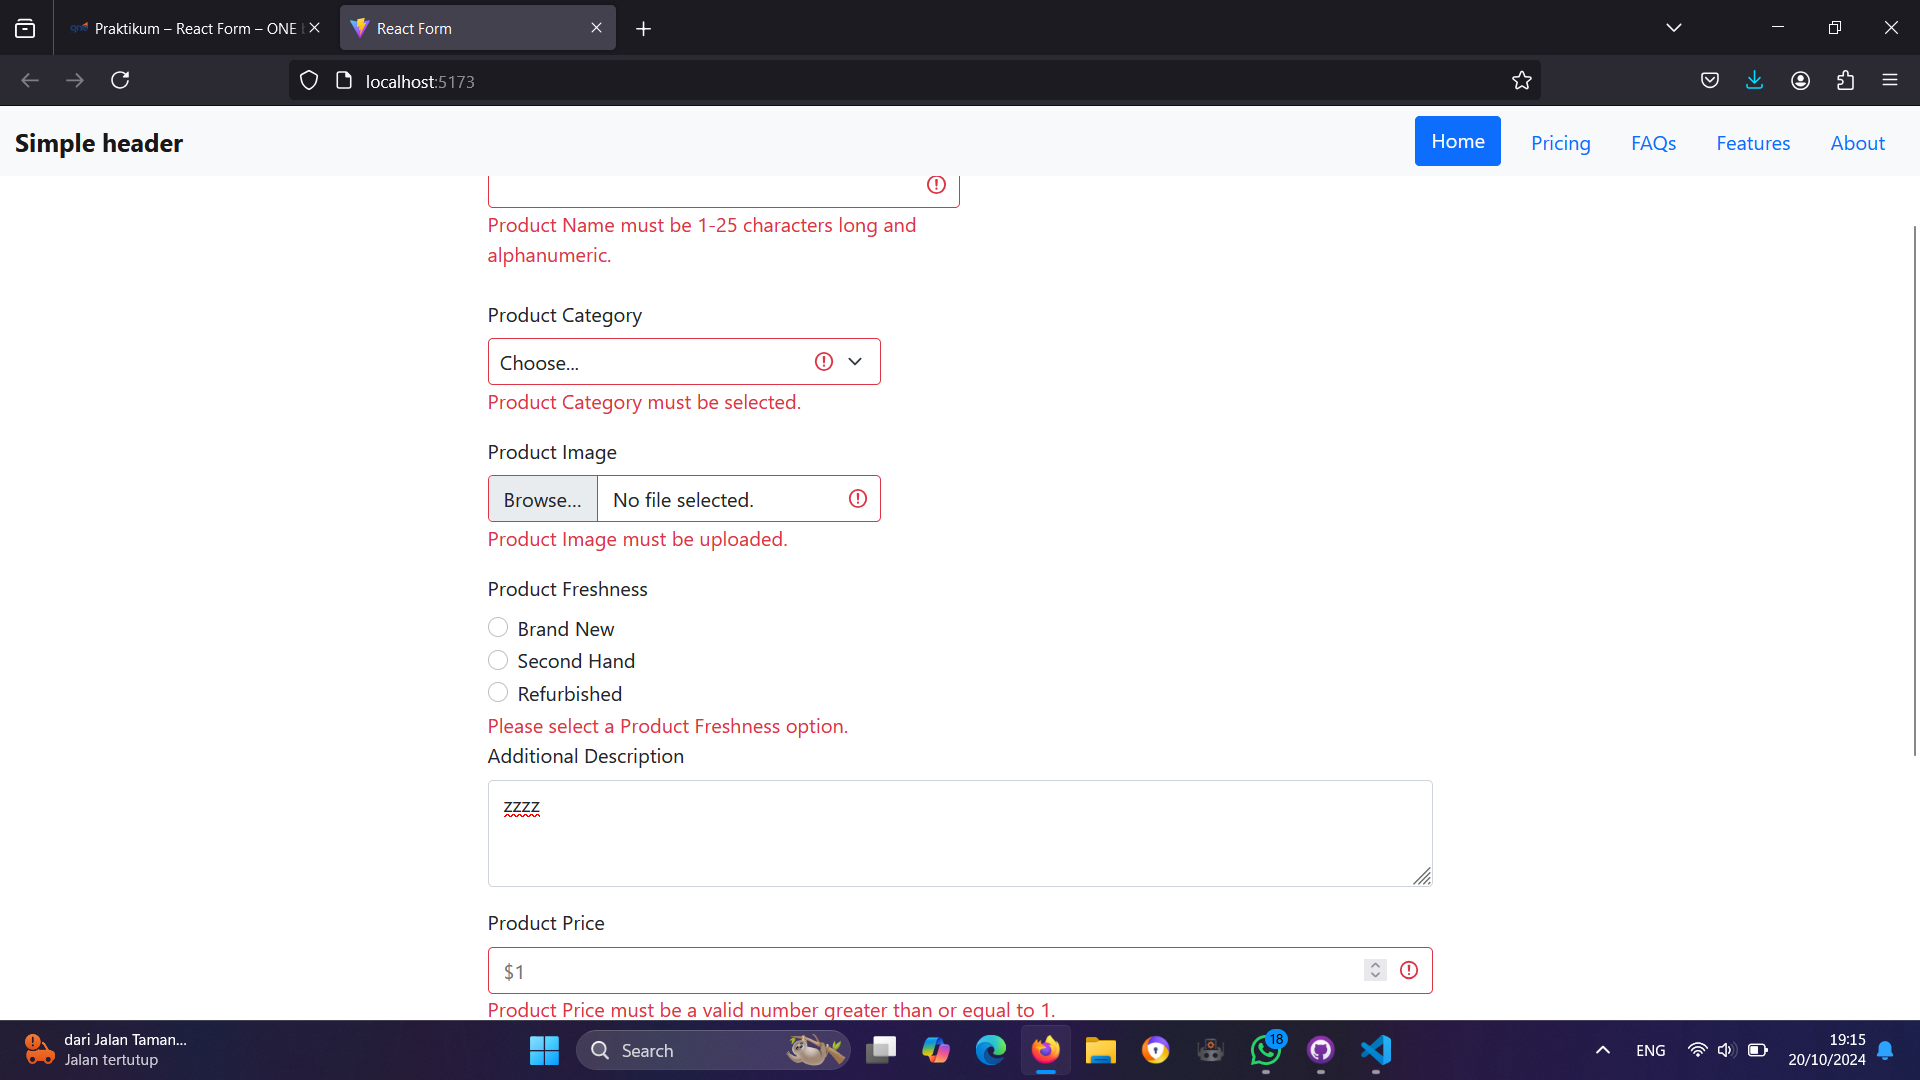 Praktikum – React Form – ONE
React Form
localhost:5173
Simple header
Home
Pricing
FAQs
Features
About
Product Name must be 1-25 characters long and
alphanumeric.
Product Category
Choose...
Product Category must be selected.
Product Image
Browse...
No file selected.
Product Image must be uploaded.
Product Freshness
Brand New
Second Hand
Refurbished
Please select a Product Freshness option.
Additional Description
zzzz
Product Price
$1
Product Price must be a valid number greater than or equal to 1.
dari Jalan Taman...
Jalan tertutup
Search
18
ENG
19:15
20/10/2024